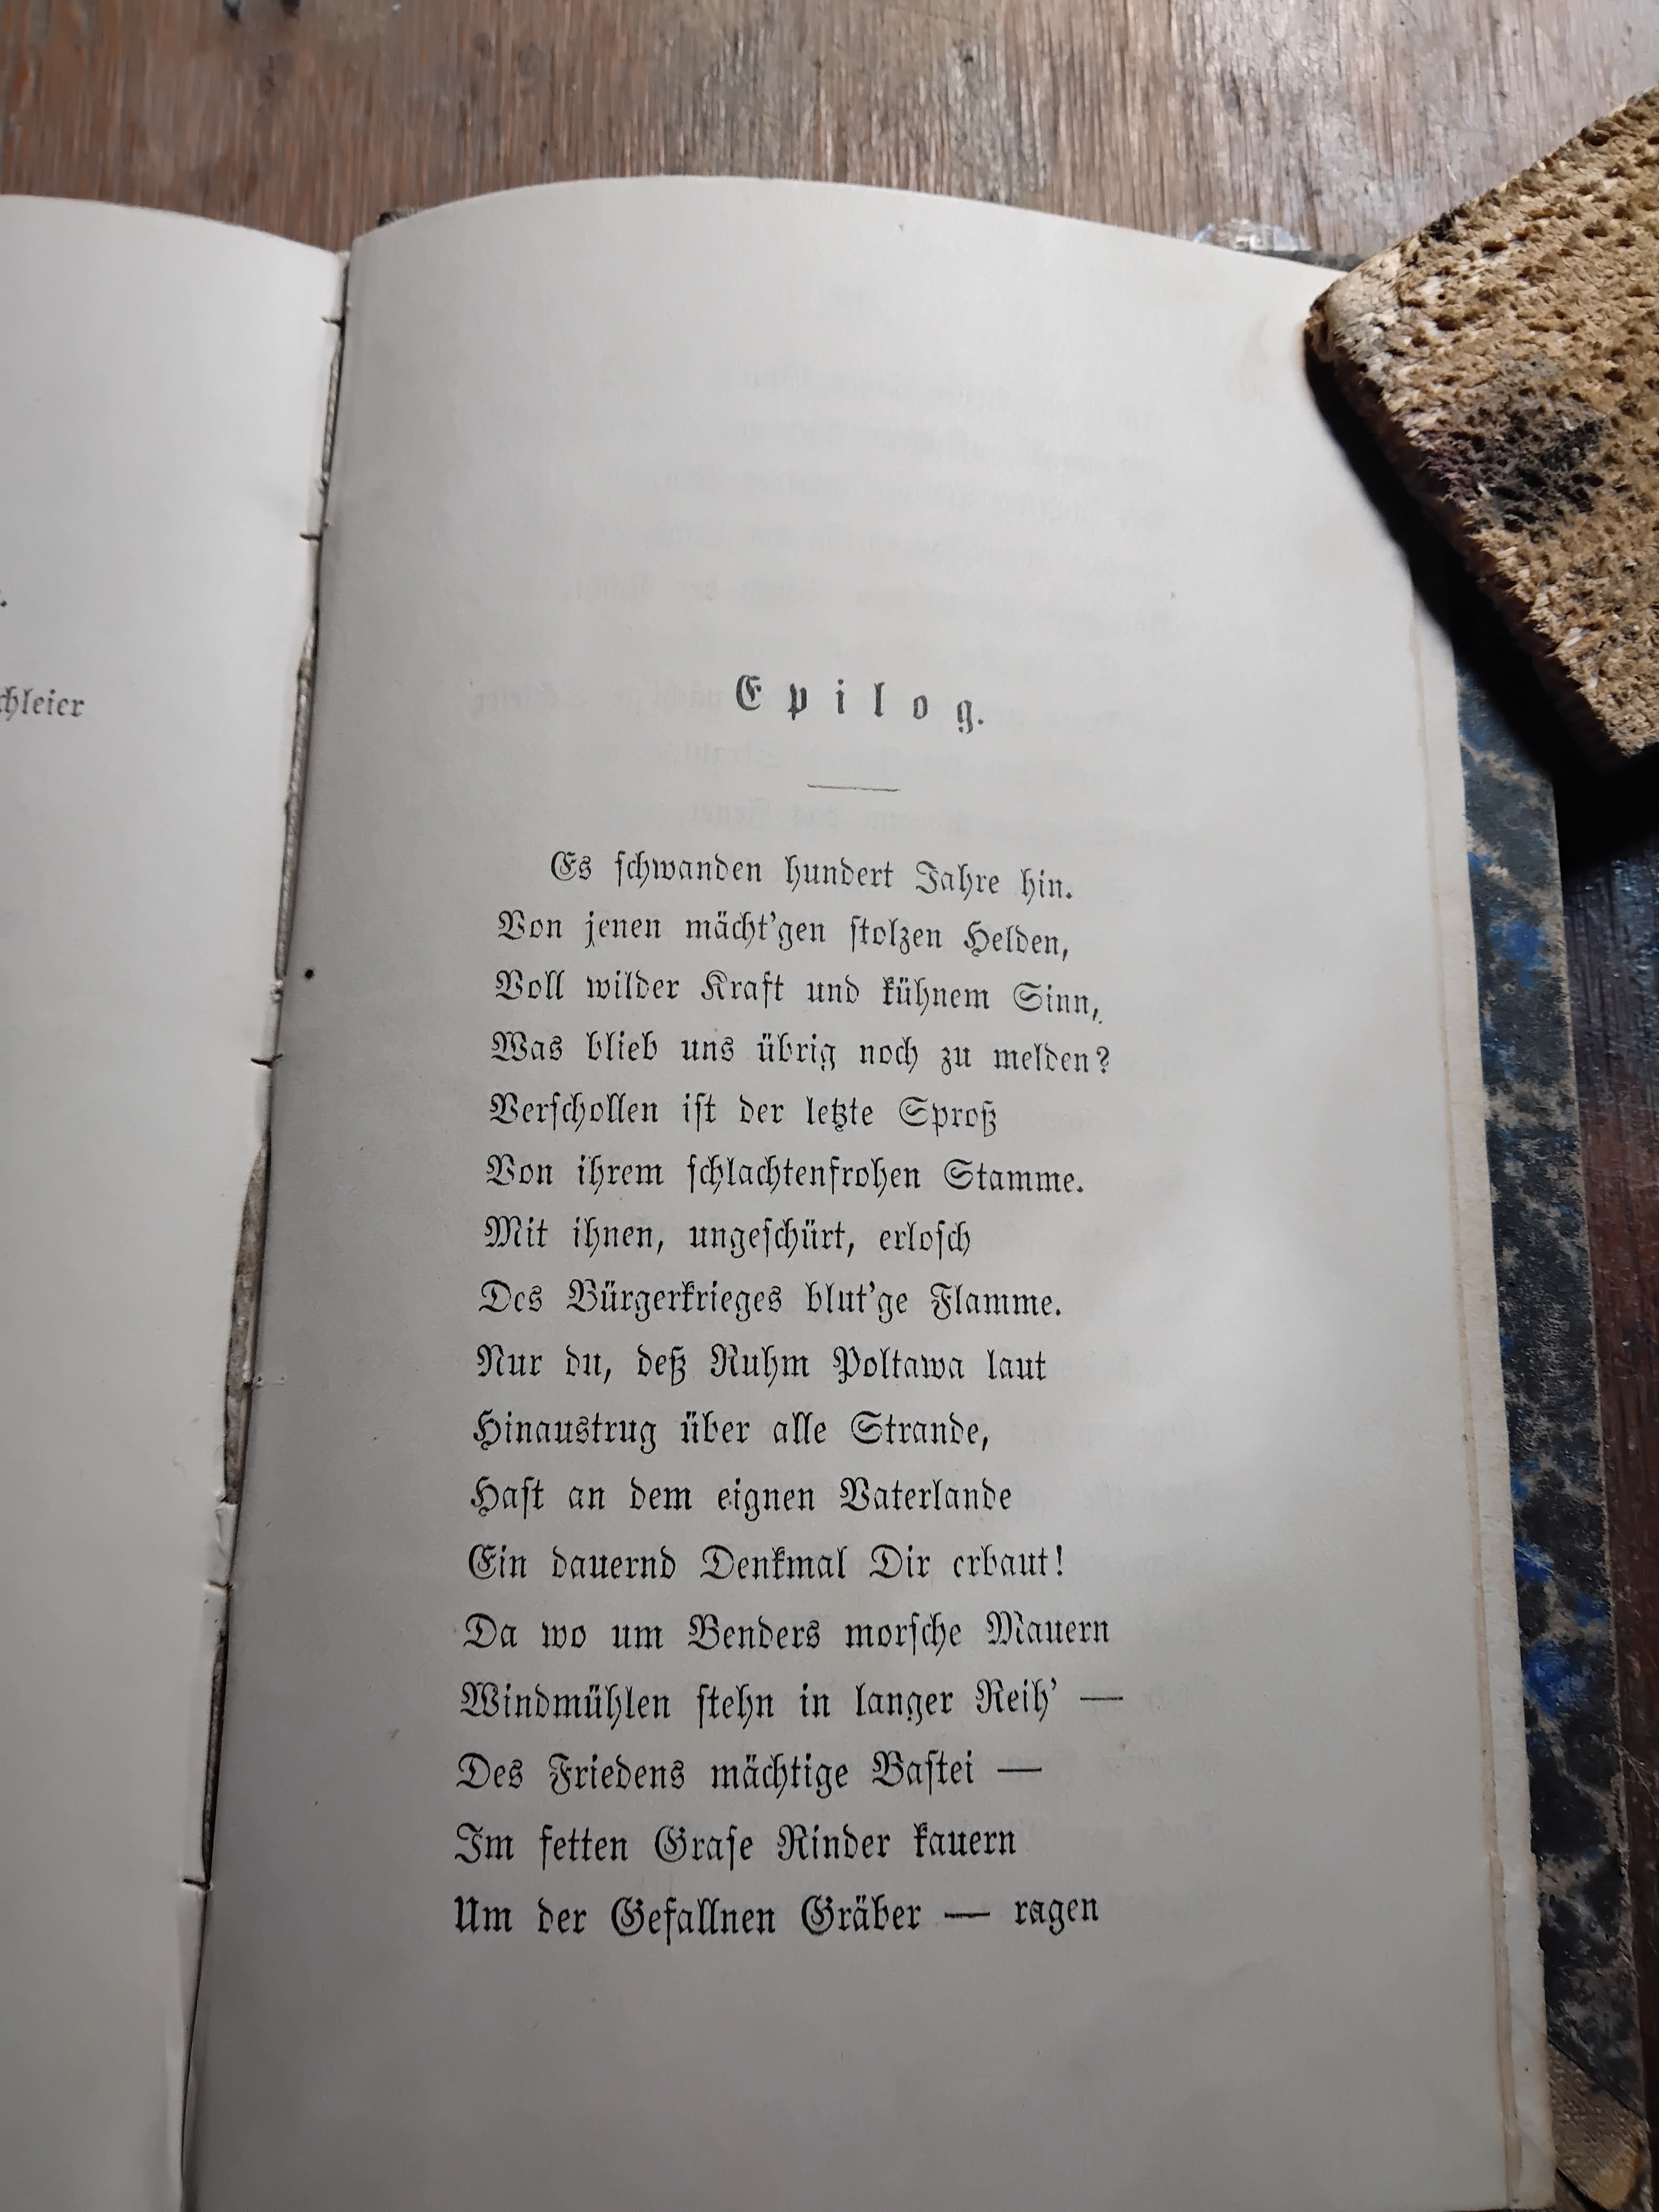 chleier
Epilog.
Es schwanden hundert Jahre hin.
Von jenen mächt'gen stolzen Helden,
Voll wilder Kraft und kühnem Sinn,
Was blieb uns übrig noch zu melden?
Verschollen ist der letzte Sproß
Von ihrem schlachtenfrohen Stamme.
Mit ihnen, ungeschürt, erlosch
Des Bürgerkrieges blut'ge Flamme.
Nur du, deß Ruhm Poltawa laut
Hinaustrug über alle Strande,
Hast an dem eignen Vaterlande
Ein dauernd Denkmal Dir erbaut!
Da wo um Benders morsche Mauern
Windmühlen stehn in langer Reih' —
Des Friedens mächtige Bastei —
Im fetten Grase Rinder kauern
Um der Gefallnen Gräber — ragen